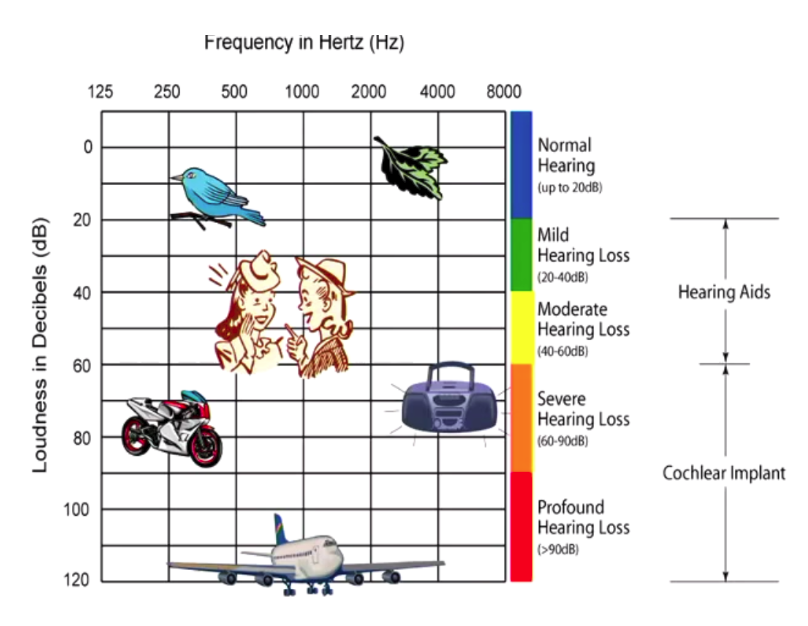 Frequency in Hertz (Hz)
125 250 500 1000 2000 4000 8000
Loudness in Decibels (dB)
0
20
40
60
80
100
120
Normal
Hearing
(up to 20dB)
Mild
Hearing Loss
(20-40dB)
Moderate
Hearing Loss
(40-60dB)
Severe
Hearing Loss
(60-90dB)
Profound
Hearing Loss
(>90dB)
Hearing Aids
Cochlear Implant